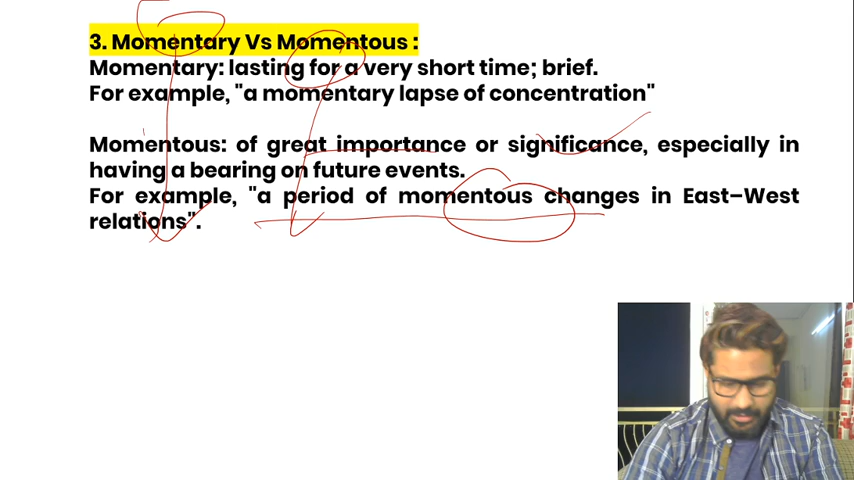 3. Momentary Vs Momentous :
Momentary: lasting for a very short time; brief.
For example, "a momentary lapse of concentration"
Momentous: of great importance or significance, especially in
having a bearing on future events.
For example, "a period of momentous changes in East–West
relations".